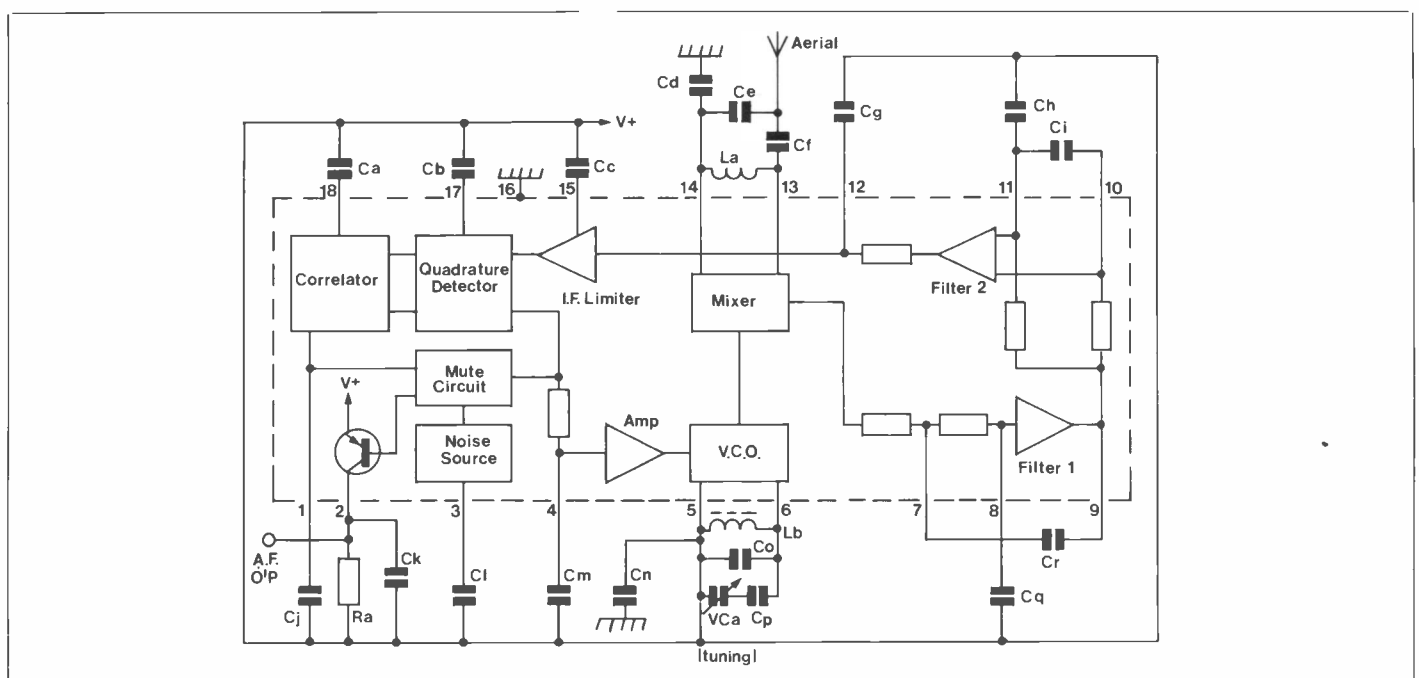 Aerial
Cd
Ce
Cg
Ch
Ci
V+
Cf
Ca
Cb
Cc
La
18
17
16
15
14
13
12
11
10
Correlator
Quadrature
Detector
I.F. Limiter
Mixer
Filter 2
Mute
Circuit
V+
Amp
Noise
Source
V.C.O.
Filter 1
1
2
3
4
5
6
7
8
9
Lb
A.F.
O'P
Ck
Co
Cr
Cj
Ra
Cl
Cm
Cn
VCa
Cp
Cq
|tuning|